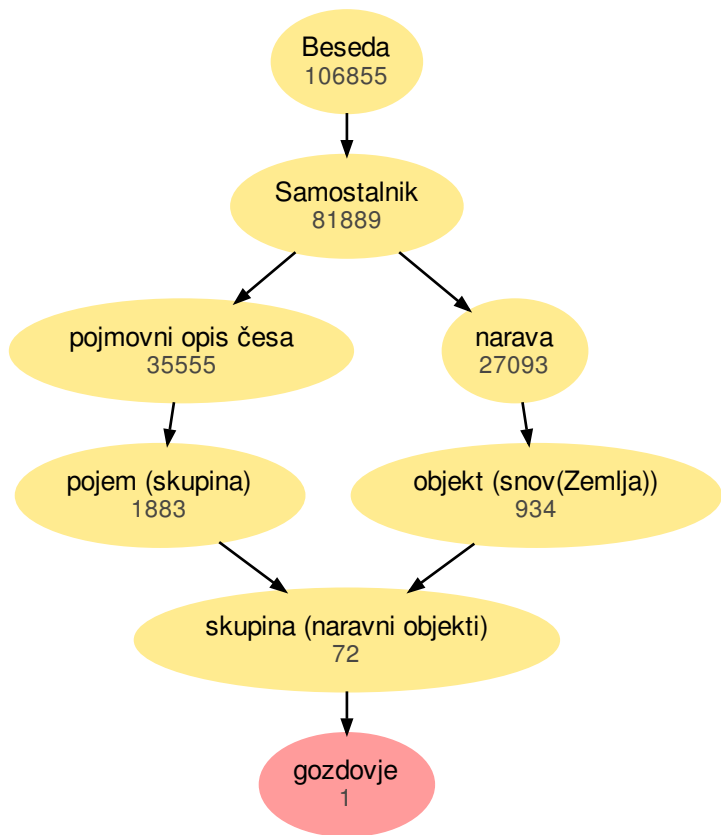 Beseda
106855
Samostalnik
81889
pojmovni opis česa
35555
narava
27093
pojem (skupina)
1883
objekt (snov(Zemlja))
934
skupina (naravni objekti)
72
gozdovje
1